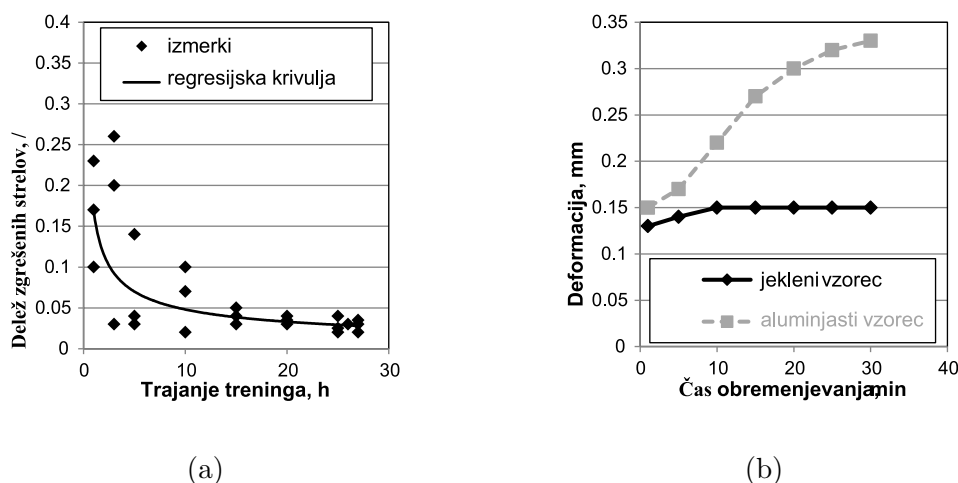 0.4
0.35
0.3
0.25
0.2
0.15
0.1
0.05
0
Delež zgrešenih strelov, /
izmerki
regresijska krivulja
0 10 20 30
Trajanje treninga, h
(a)
0.35
0.3
0.25
0.2
0.15
0.1
0.05
0
Deformacija, mm
jekleni vzorec
aluminjasti vzorec
0 10 20 30 40
Čas obremenjevanja,min
(b)